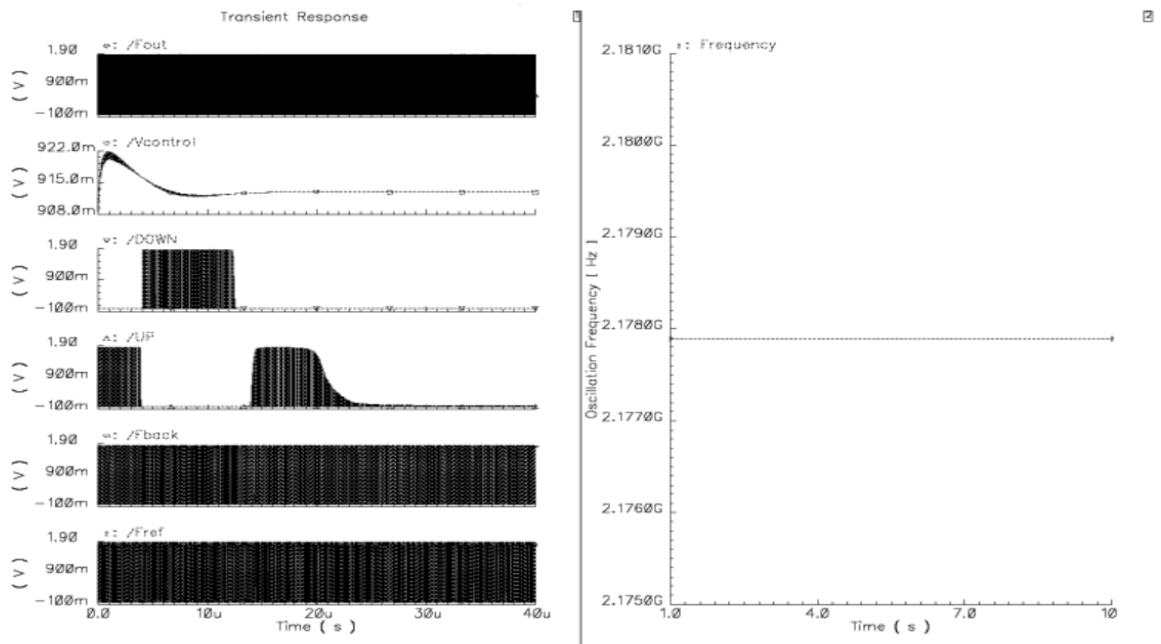 Transient Response
1
/Fout
1.90
900m
-100m
( V )
/Vcontrol
922.0m
915.0m
908.0m
( V )
/DOWN
1.90
900m
-100m
( V )
/UP
1.90
900m
-100m
( V )
/Fback
1.90
900m
-100m
( V )
/Fref
1.90
900m
-100m
( V )
0.0 10u 20u 30u 40u
Time ( s )
2
Frequency
2.1810G
2.1800G
2.1790G
2.1780G
2.1770G
2.1760G
2.1750G
Oscillation Frequency [ Hz ]
1.0 4.0 7.0 10
Time ( s )